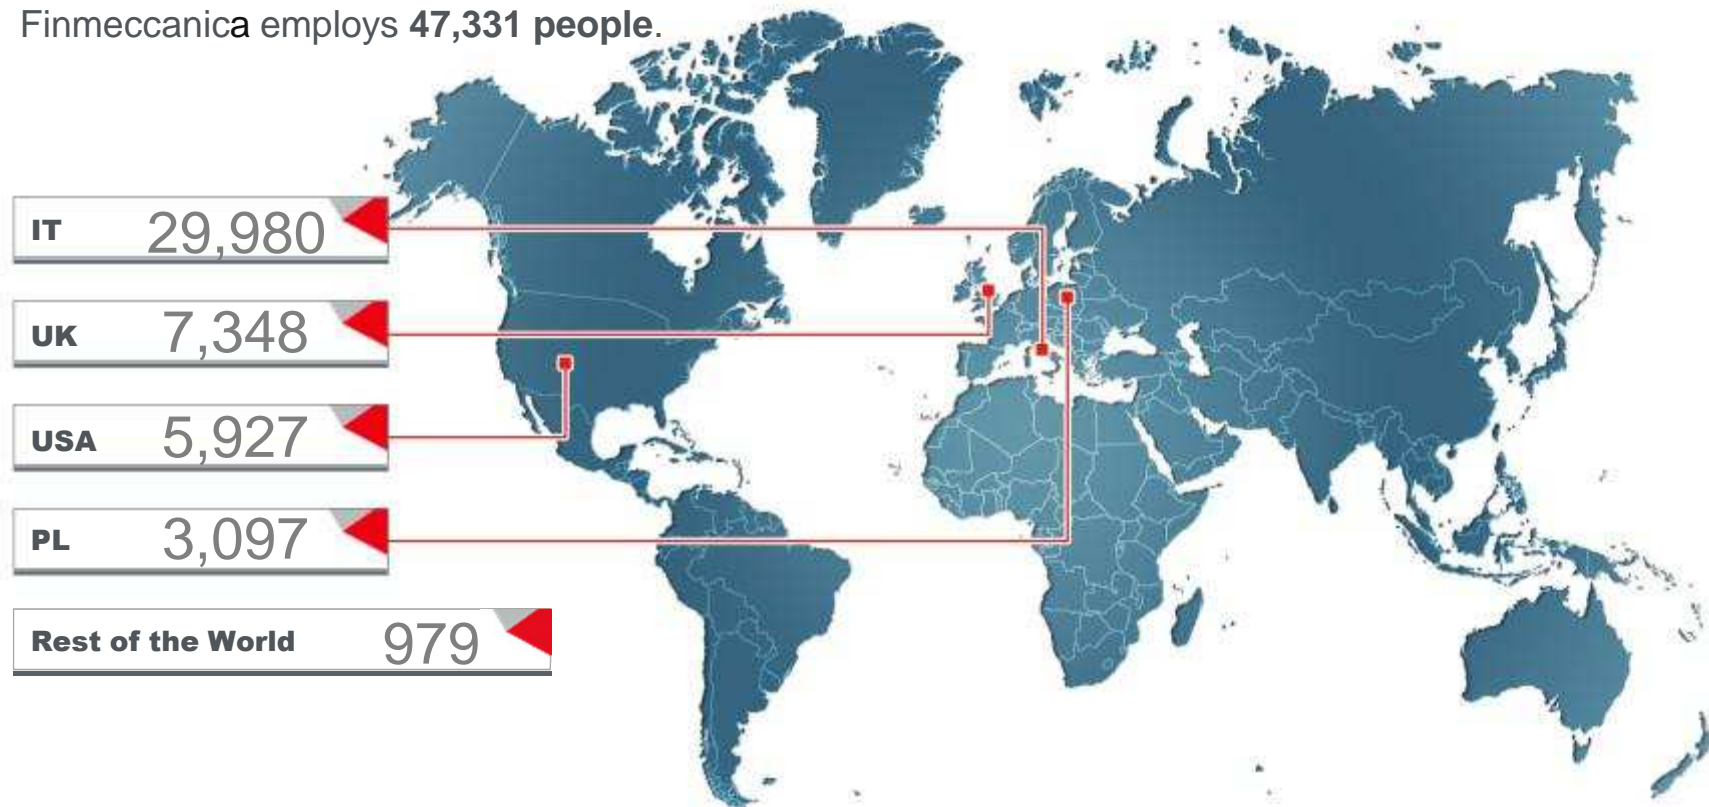 Finmeccanica employs 47,331 people.
IT 29,980
UK 7,348
USA 5,927
PL 3,097
Rest of the World 979